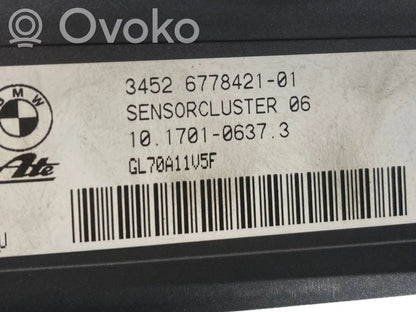 Ovoko
BMW
Ate
3452 6778421-01
SENSORCLUSTER 06
10.1701-0637.3
GL70A11V5F